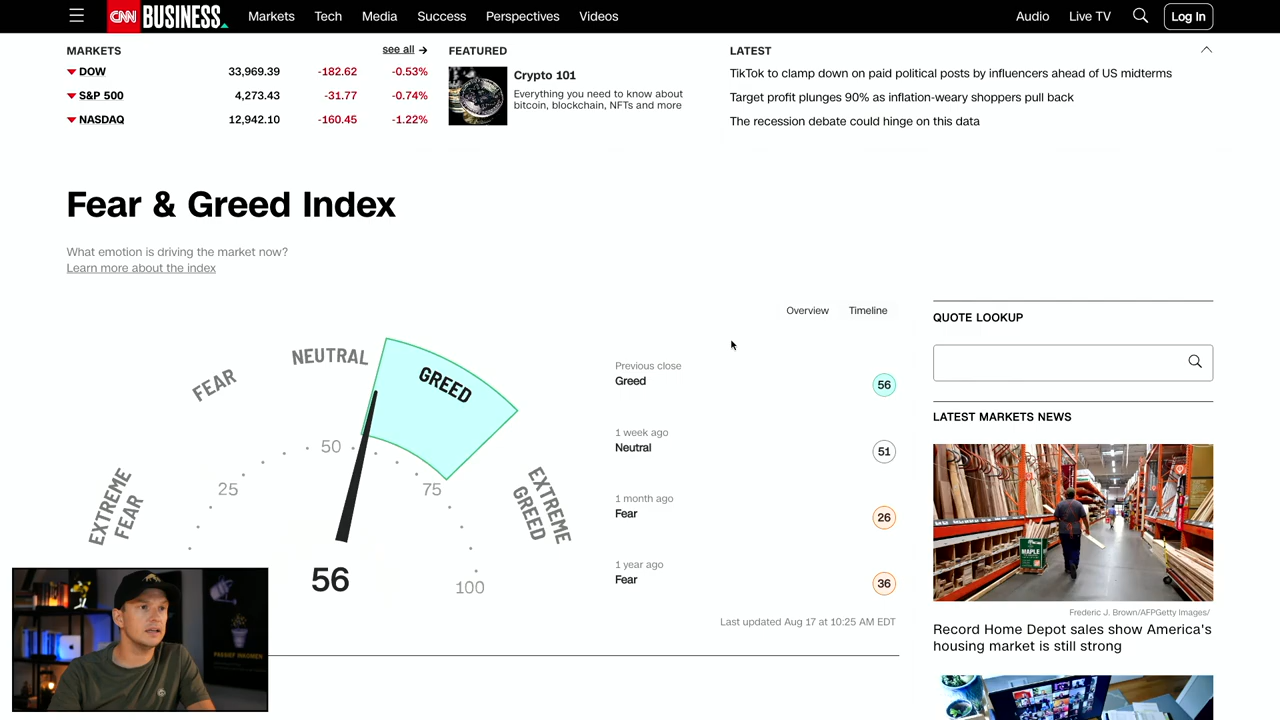 CNN BUSINESS
Markets
Tech
Media
Success
Perspectives
Videos
Audio
Live TV
Log In
MARKETS
see all →
DOW 33,969.39 -182.62 -0.53%
S&P 500 4,273.43 -31.77 -0.74%
NASDAQ 12,942.10 -160.45 -1.22%
FEATURED
Crypto 101
Everything you need to know about
bitcoin, blockchain, NFTs and more
LATEST
TikTok to clamp down on paid political posts by influencers ahead of US midterms
Target profit plunges 90% as inflation-weary shoppers pull back
The recession debate could hinge on this data
Fear & Greed Index
What emotion is driving the market now?
Learn more about the index
Overview
Timeline
EXTREME
FEAR
FEAR
NEUTRAL
GREED
EXTREME
GREED
25
50
75
100
56
Previous close
Greed 56
1 week ago
Neutral 51
1 month ago
Fear 26
1 year ago
Fear 36
Last updated Aug 17 at 10:25 AM EDT
QUOTE LOOKUP
LATEST MARKETS NEWS
MAPLE
Frederic J. Brown/AFPGetty Images/
Record Home Depot sales show America's
housing market is still strong
PASSIEF INKOMEN